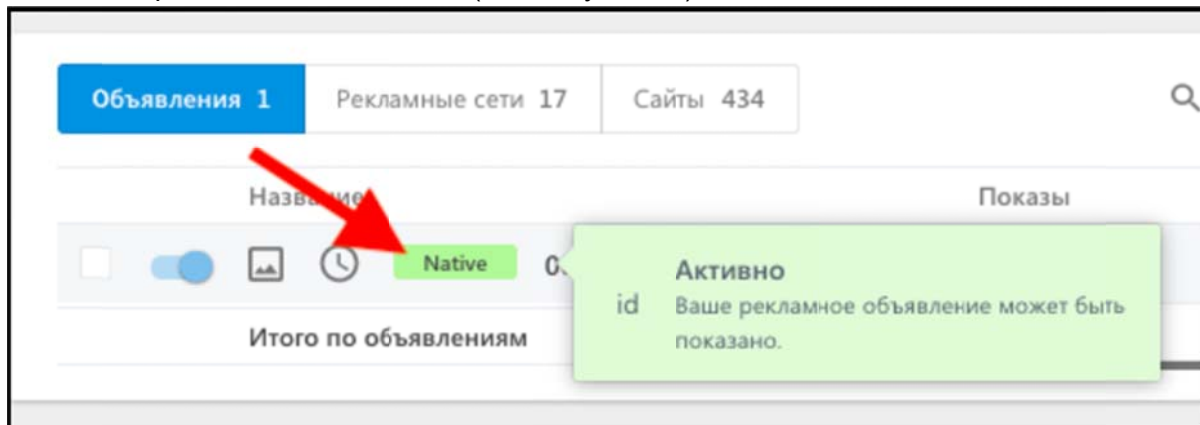 Объявления 1
Рекламные сети 17
Сайты 434
Показы
Native
Активно
id
Ваше рекламное объявление может быть
показано.
Итого по объявлениям